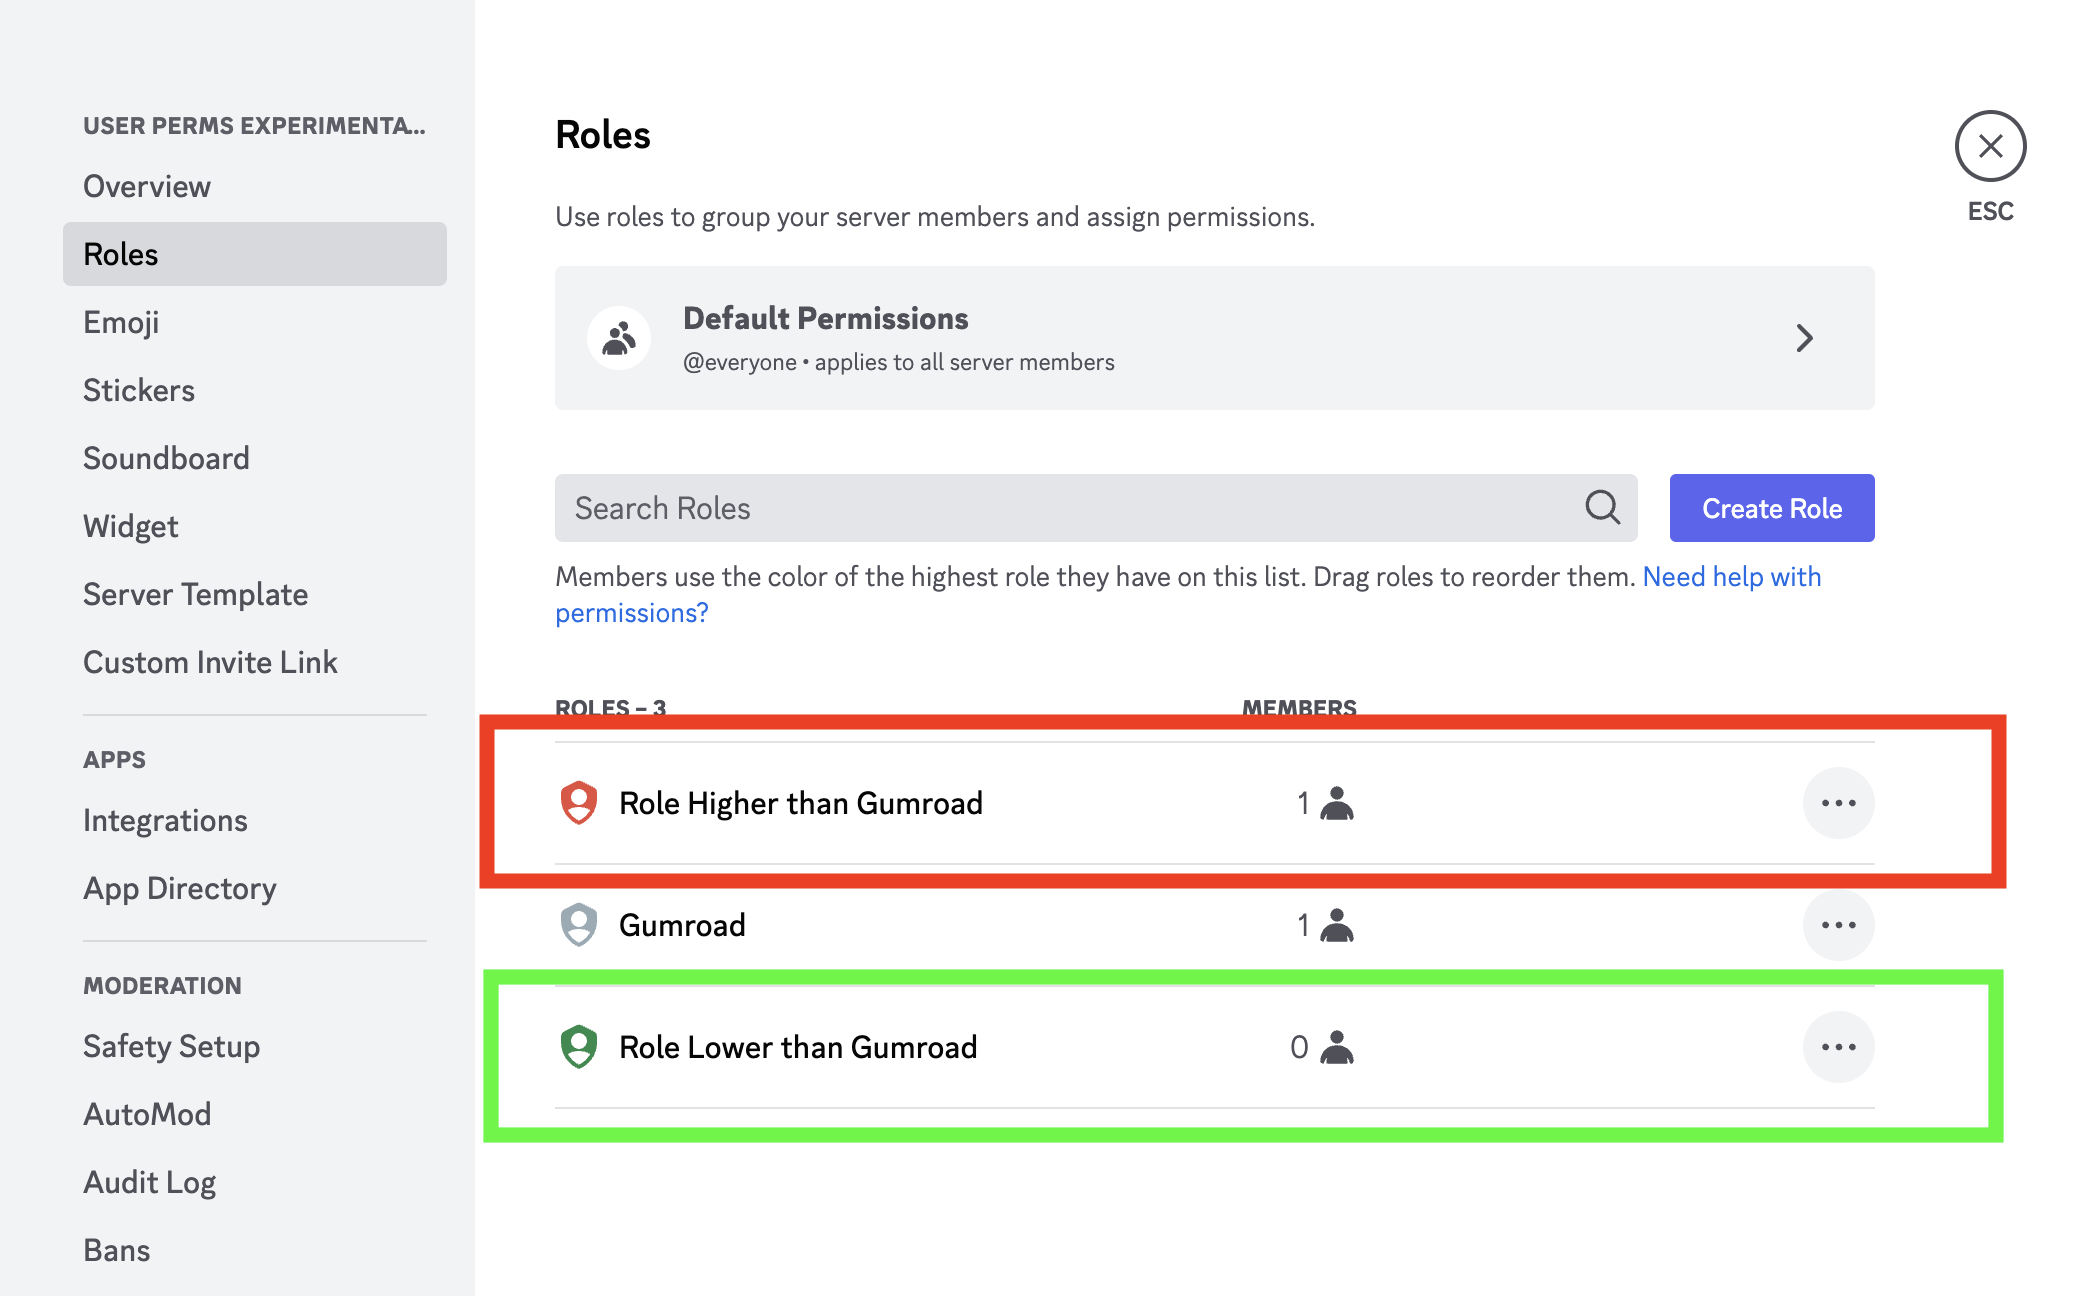 USER PERMS EXPERIMENTA...
Overview
Roles
Emoji
Stickers
Soundboard
Widget
Server Template
Custom Invite Link
APPS
Integrations
App Directory
MODERATION
Safety Setup
AutoMod
Audit Log
Bans
Roles
Use roles to group your server members and assign permissions.
ESC
Default Permissions
@everyone • applies to all server members
Search Roles
Create Role
Members use the color of the highest role they have on this list. Drag roles to reorder them. Need help with
permissions?
ROLES – 3 MEMBERS
Role Higher than Gumroad 1
Gumroad 1
Role Lower than Gumroad 0